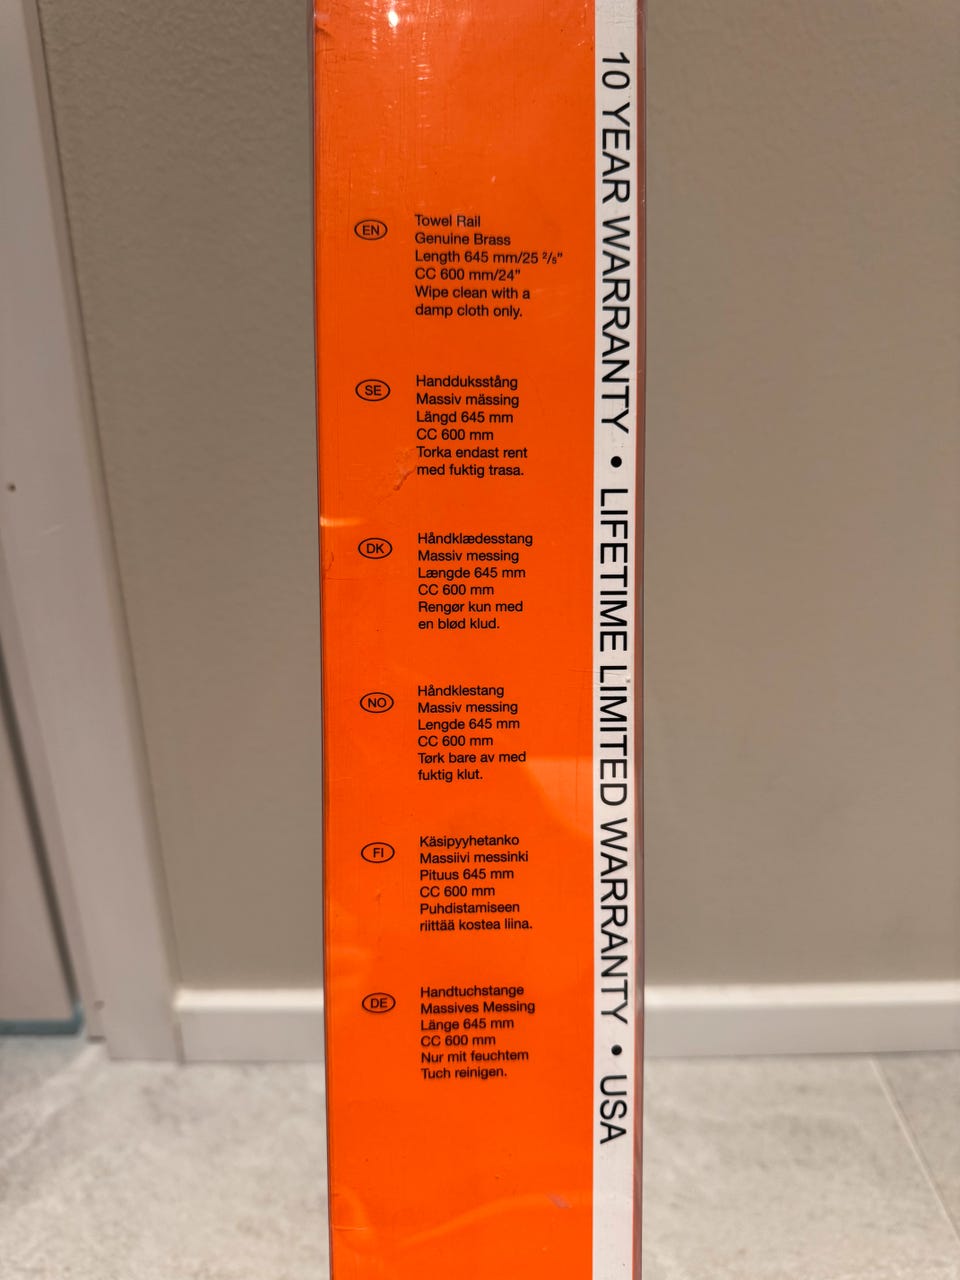 EN
Towel Rail
Genuine Brass
Length 645 mm/25 ²/₅"
CC 600 mm/24"
Wipe clean with a
damp cloth only.
SE
Handduksstång
Massiv mässing
Längd 645 mm
CC 600 mm
Torka endast rent
med fuktig trasa.
DK
Håndklædesstang
Massiv messing
Længde 645 mm
CC 600 mm
Rengør kun med
en blød klud.
NO
Håndklestang
Massiv messing
Lengde 645 mm
CC 600 mm
Tørk bare av med
fuktig klut.
FI
Käsipyyhetanko
Massiivi messinki
Pituus 645 mm
CC 600 mm
Puhdistamiseen
riittää kostea liina.
DE
Handtuchstange
Massives Messing
Länge 645 mm
CC 600 mm
Nur mit feuchtem
Tuch reinigen.
10 YEAR WARRANTY • LIFETIME LIMITED WARRANTY • USA